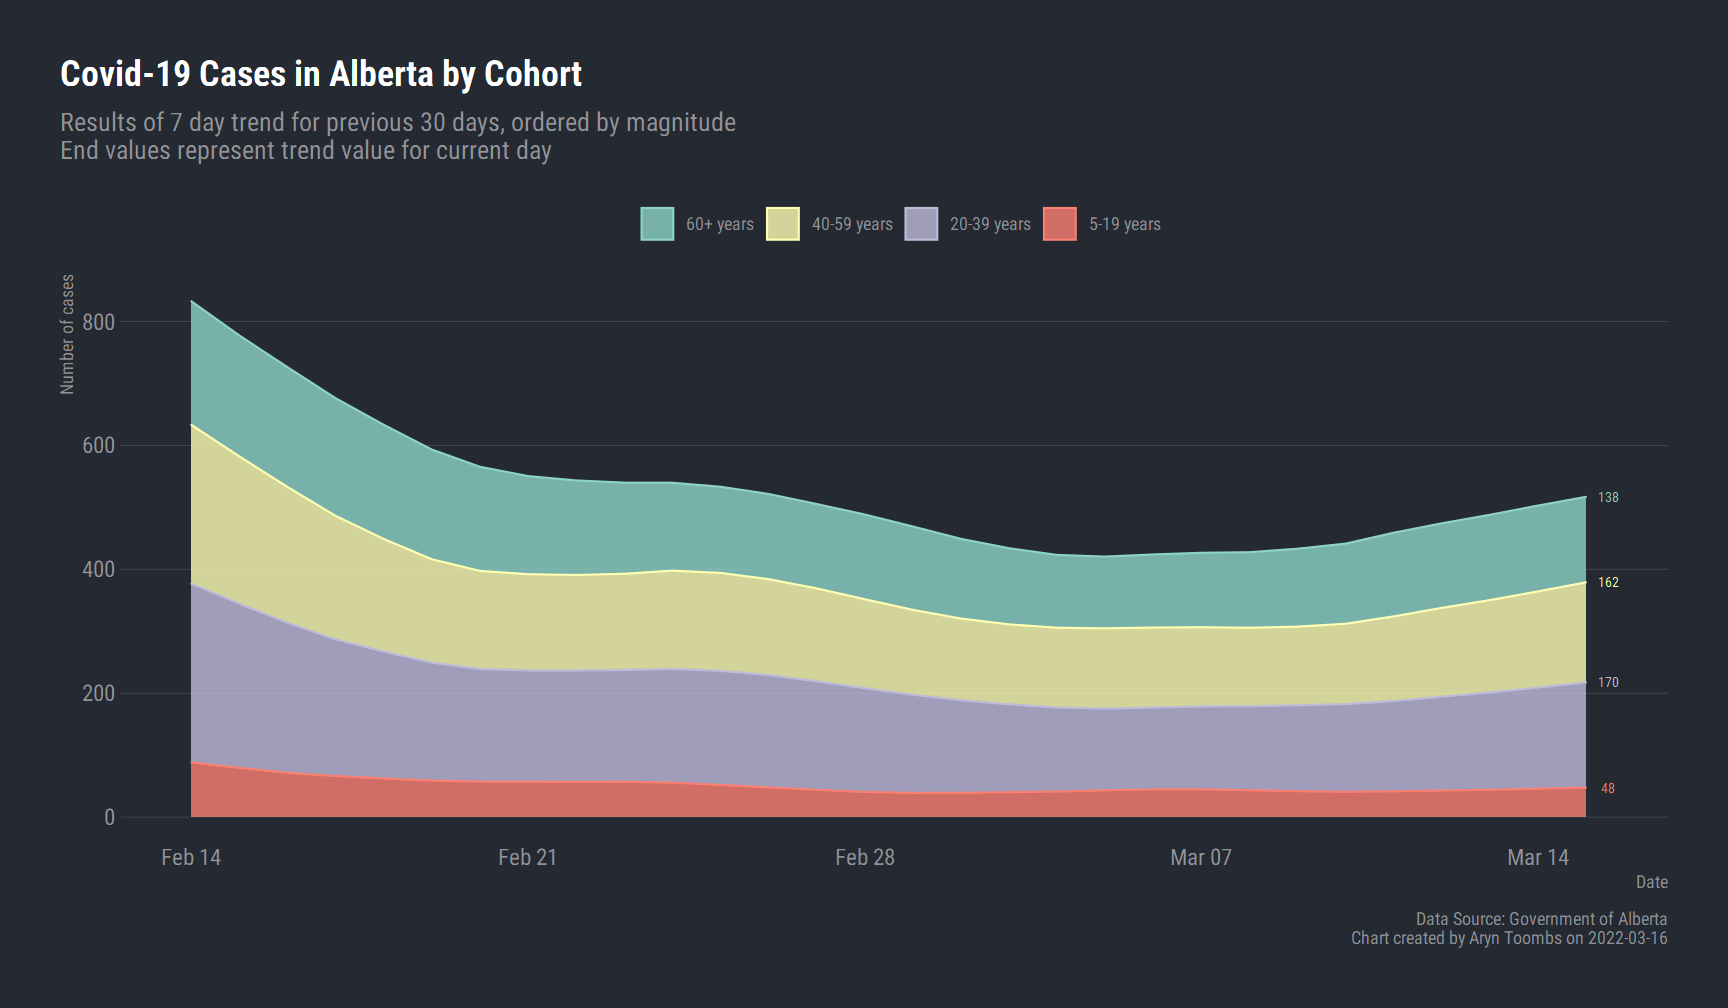 Covid-19 Cases in Alberta by Cohort
Results of 7 day trend for previous 30 days, ordered by magnitude
End values represent trend value for current day
60+ years
40-59 years
20-39 years
5-19 years
Number of cases
800
600
400
200
0
138
162
170
48
Feb 14
Feb 21
Feb 28
Mar 07
Mar 14
Date
Data Source: Government of Alberta
Chart created by Aryn Toombs on 2022-03-16